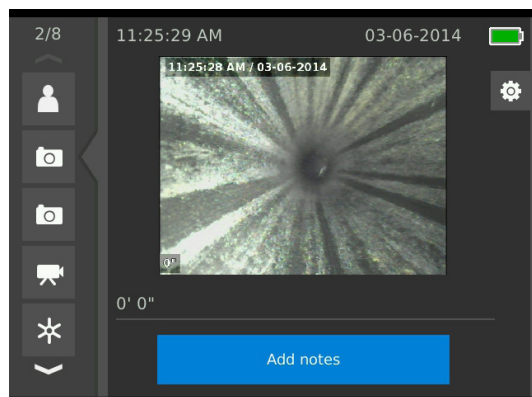 2/8
11:25:29 AM 03-06-2014
11:25:28 AM / 03-06-2014
0"
0' 0"
Add notes